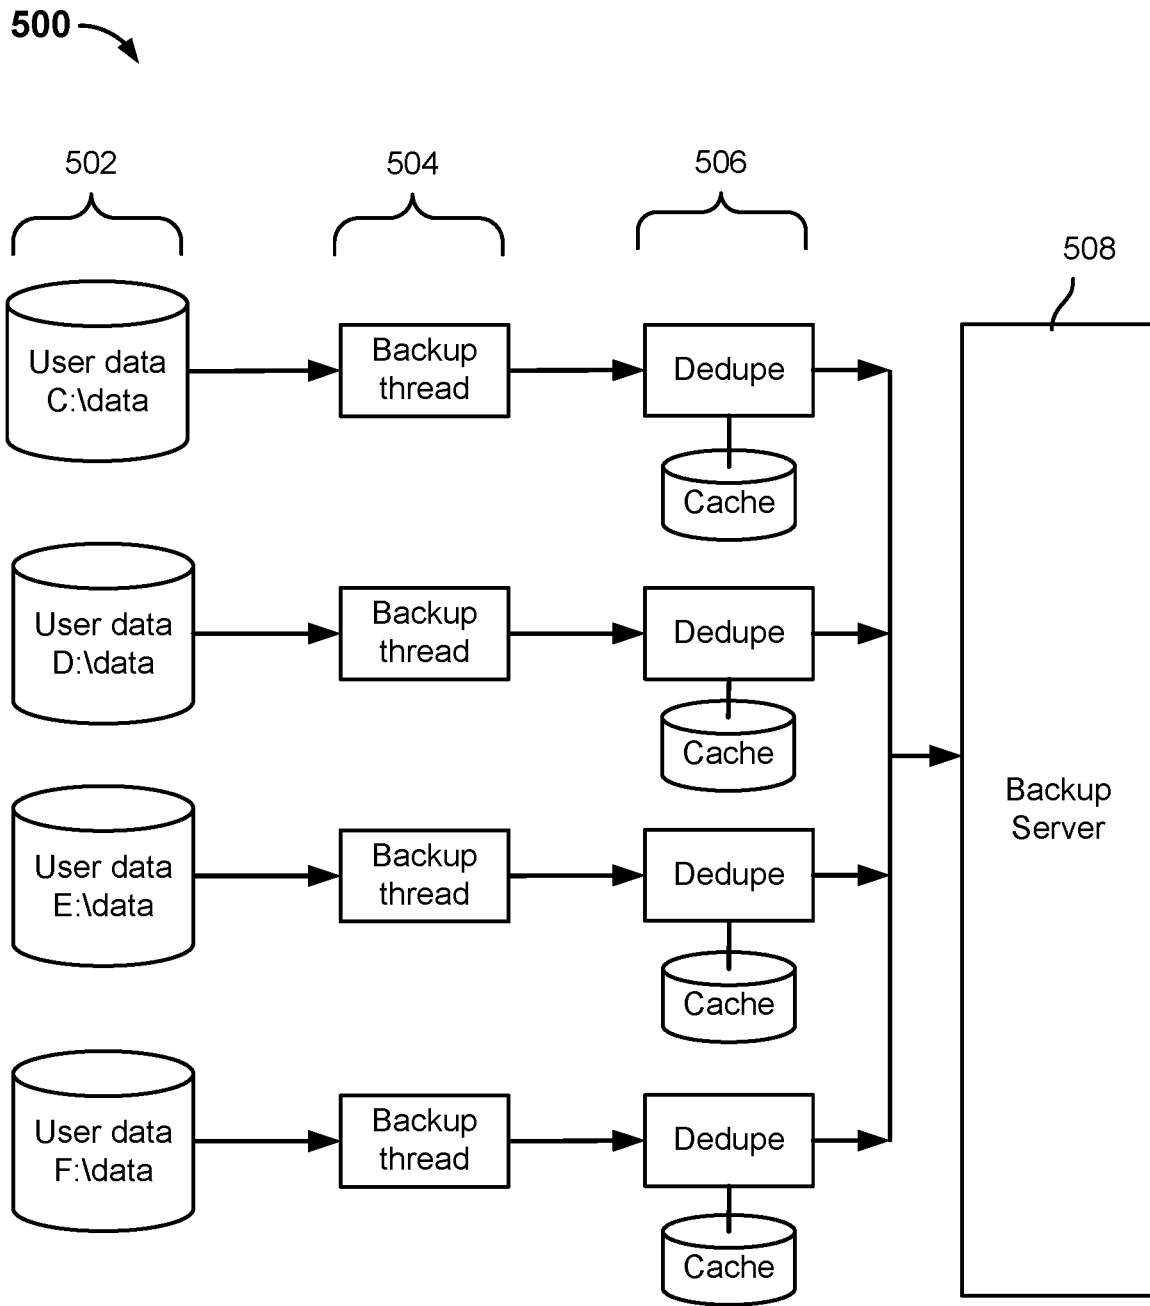 500
502
504
506
508
User data
C:\data
Backup
thread
Dedupe
Cache
User data
D:\data
Backup
thread
Dedupe
Cache
User data
E:\data
Backup
thread
Dedupe
Cache
Backup
Server
User data
F:\data
Backup
thread
Dedupe
Cache